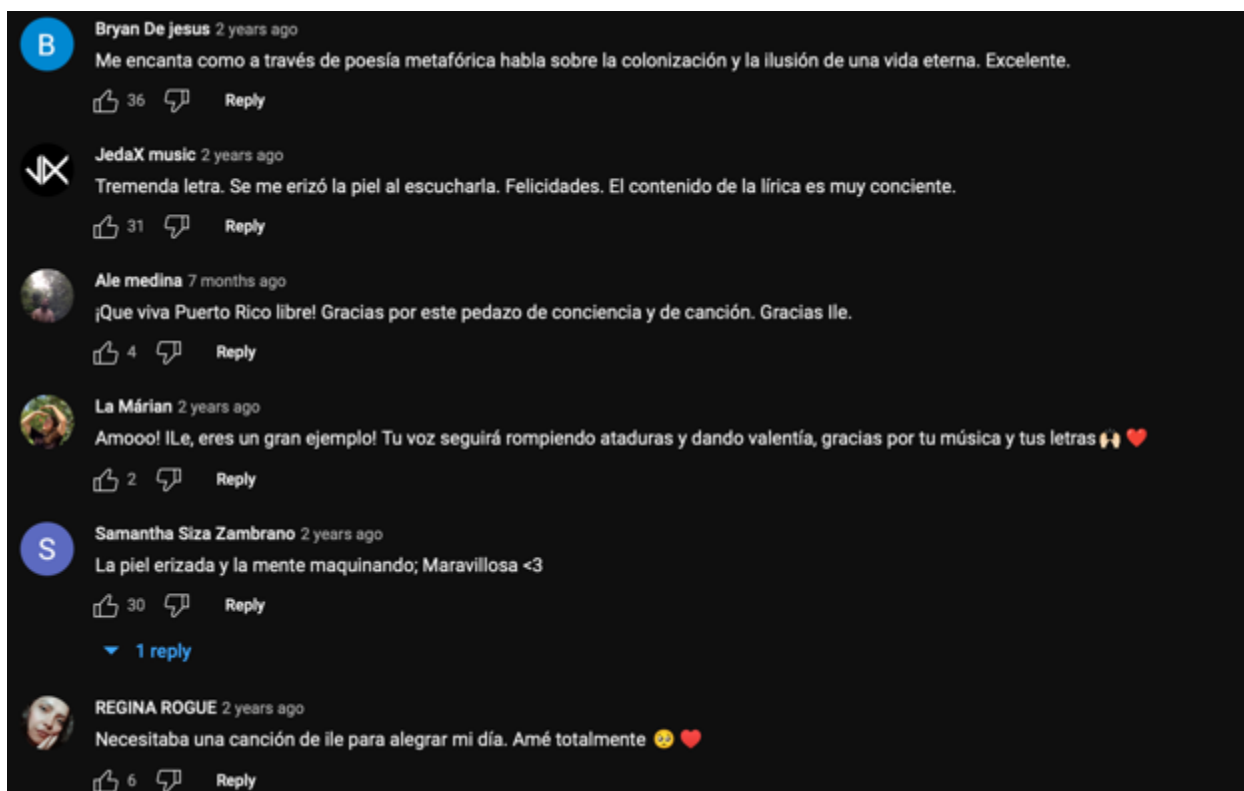 B
Bryan De jesus 2 years ago
Me encanta como a través de poesía metafórica habla sobre la colonización y la ilusión de una vida eterna. Excelente.
36 Reply
JX
JedaX music 2 years ago
Tremenda letra. Se me erizó la piel al escucharla. Felicidades. El contenido de la lírica es muy conciente.
31 Reply
Ale medina 7 months ago
¡Que viva Puerto Rico libre! Gracias por este pedazo de conciencia y de canción. Gracias Ile.
4 Reply
La Márian 2 years ago
Amooo! ILe, eres un gran ejemplo! Tu voz seguirá rompiendo ataduras y dando valentía, gracias por tu música y tus letras🙌🏻 ❤️
2 Reply
S
Samantha Siza Zambrano 2 years ago
La piel erizada y la mente maquinando; Maravillosa <3
30 Reply
1 reply
REGINA ROGUE 2 years ago
Necesitaba una canción de ile para alegrar mi día. Amé totalmente 🥺 ❤️
6 Reply